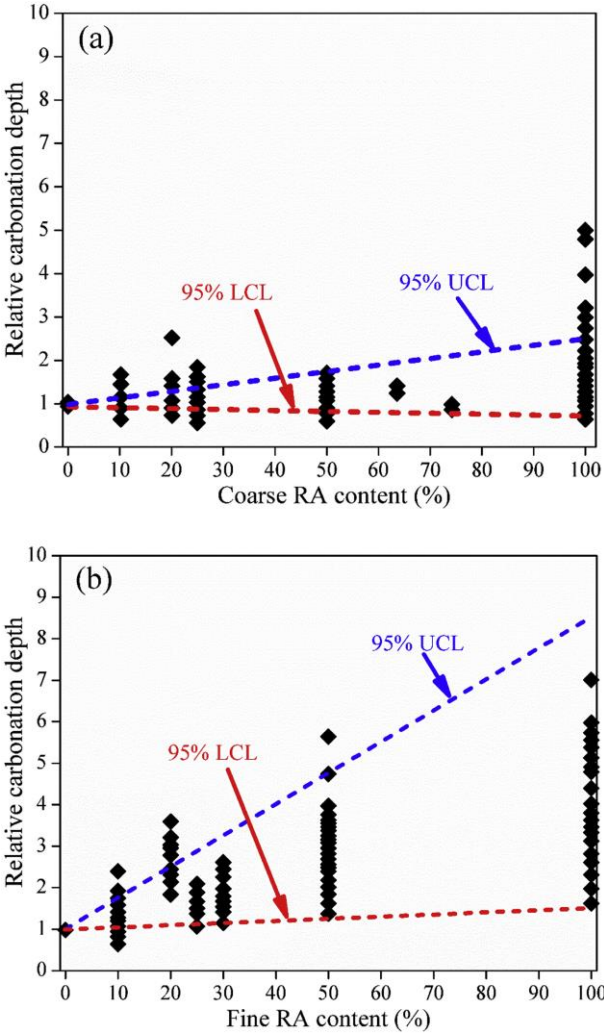 (a)
10
9
8
7
6
5
4
3
2
1
0
Relative carbonation depth
95% LCL
95% UCL
0 10 20 30 40 50 60 70 80 90 100
Coarse RA content (%)
(b)
10
9
8
7
6
5
4
3
2
1
0
Relative carbonation depth
95% UCL
95% LCL
0 10 20 30 40 50 60 70 80 90 100
Fine RA content (%)